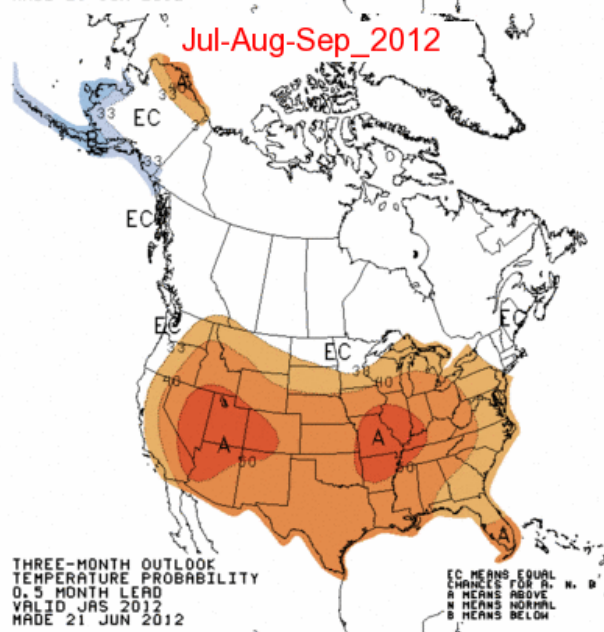 Jul-Aug-Sep_2012
A
33
EC
33
33
EC
EC
33
EC
EC
33
40
40
A
A
50
50
A
THREE-MONTH OUTLOOK
TEMPERATURE PROBABILITY
0.5 MONTH LEAD
VALID JAS 2012
MADE 21 JUN 2012
EC MEANS EQUAL
CHANCES FOR A, N, B
A MEANS ABOVE
N MEANS NORMAL
B MEANS BELOW